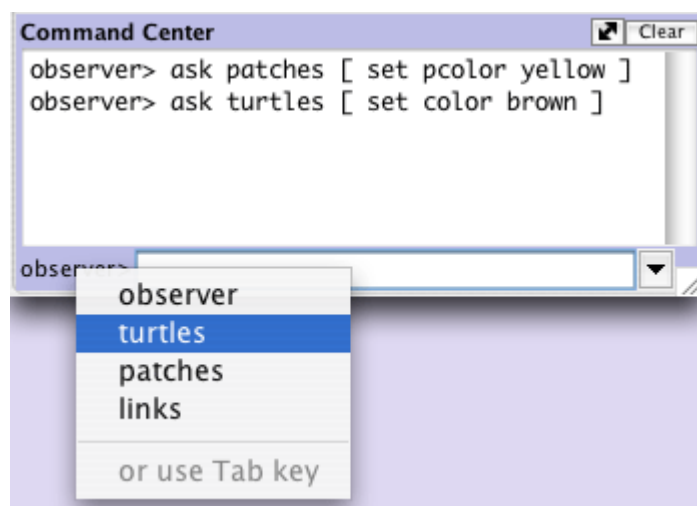 Command Center Clear
observer> ask patches [ set pcolor yellow ]
observer> ask turtles [ set color brown ]
observer>
observer
turtles
patches
links
or use Tab key